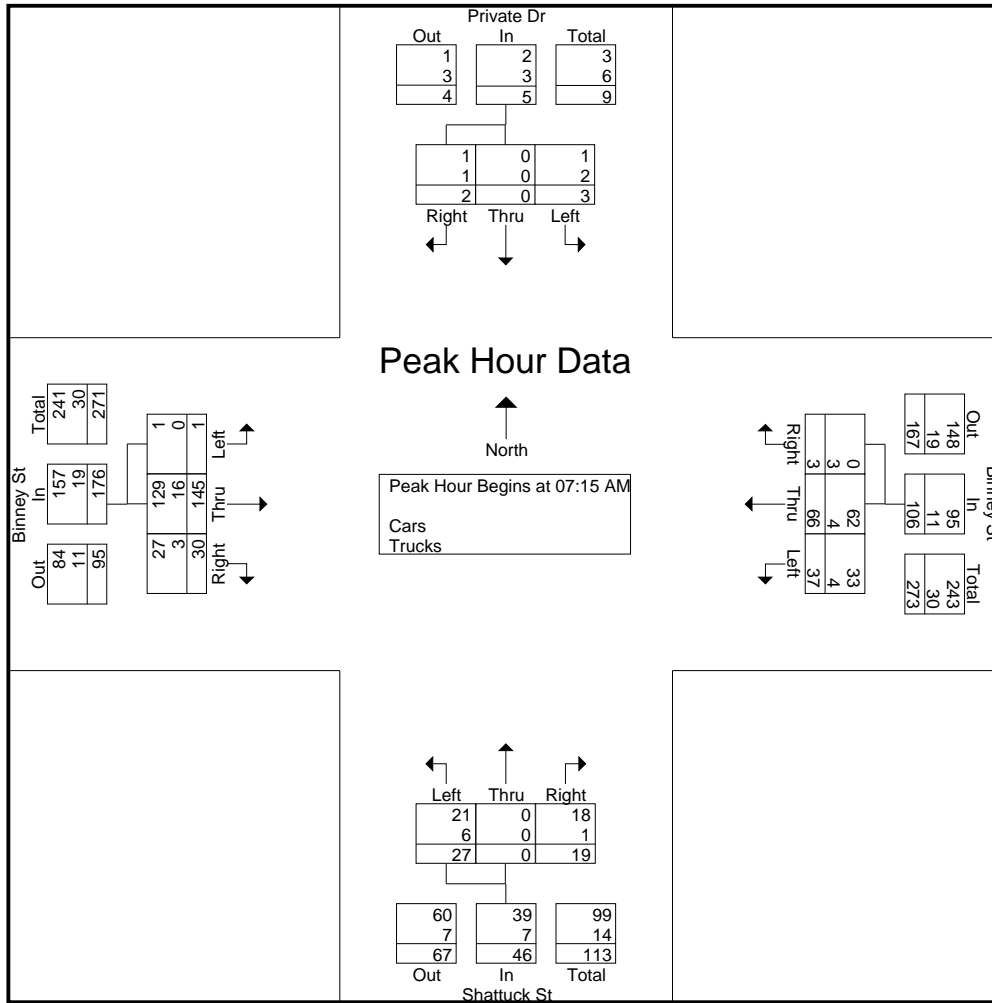 Private Dr
Out In Total
1 2 3
3 3 6
4 5 9
1 0 1
1 0 2
2 0 3
Right Thru Left
Peak Hour Data
North
Peak Hour Begins at 07:15 AM
Cars
Trucks
Binney St
Total In Out
241 157 84
30 19 11
271 176 95
1 129 27
0 16 3
1 145 30
Left Thru Right
Binney St
Out In Total
148 95 243
19 11 30
167 106 273
0 62 33
3 4 4
3 66 37
Right Thru Left
Left Thru Right
21 0 18
6 0 1
27 0 19
60 39 99
7 7 14
67 46 113
Out In Total
Shattuck St